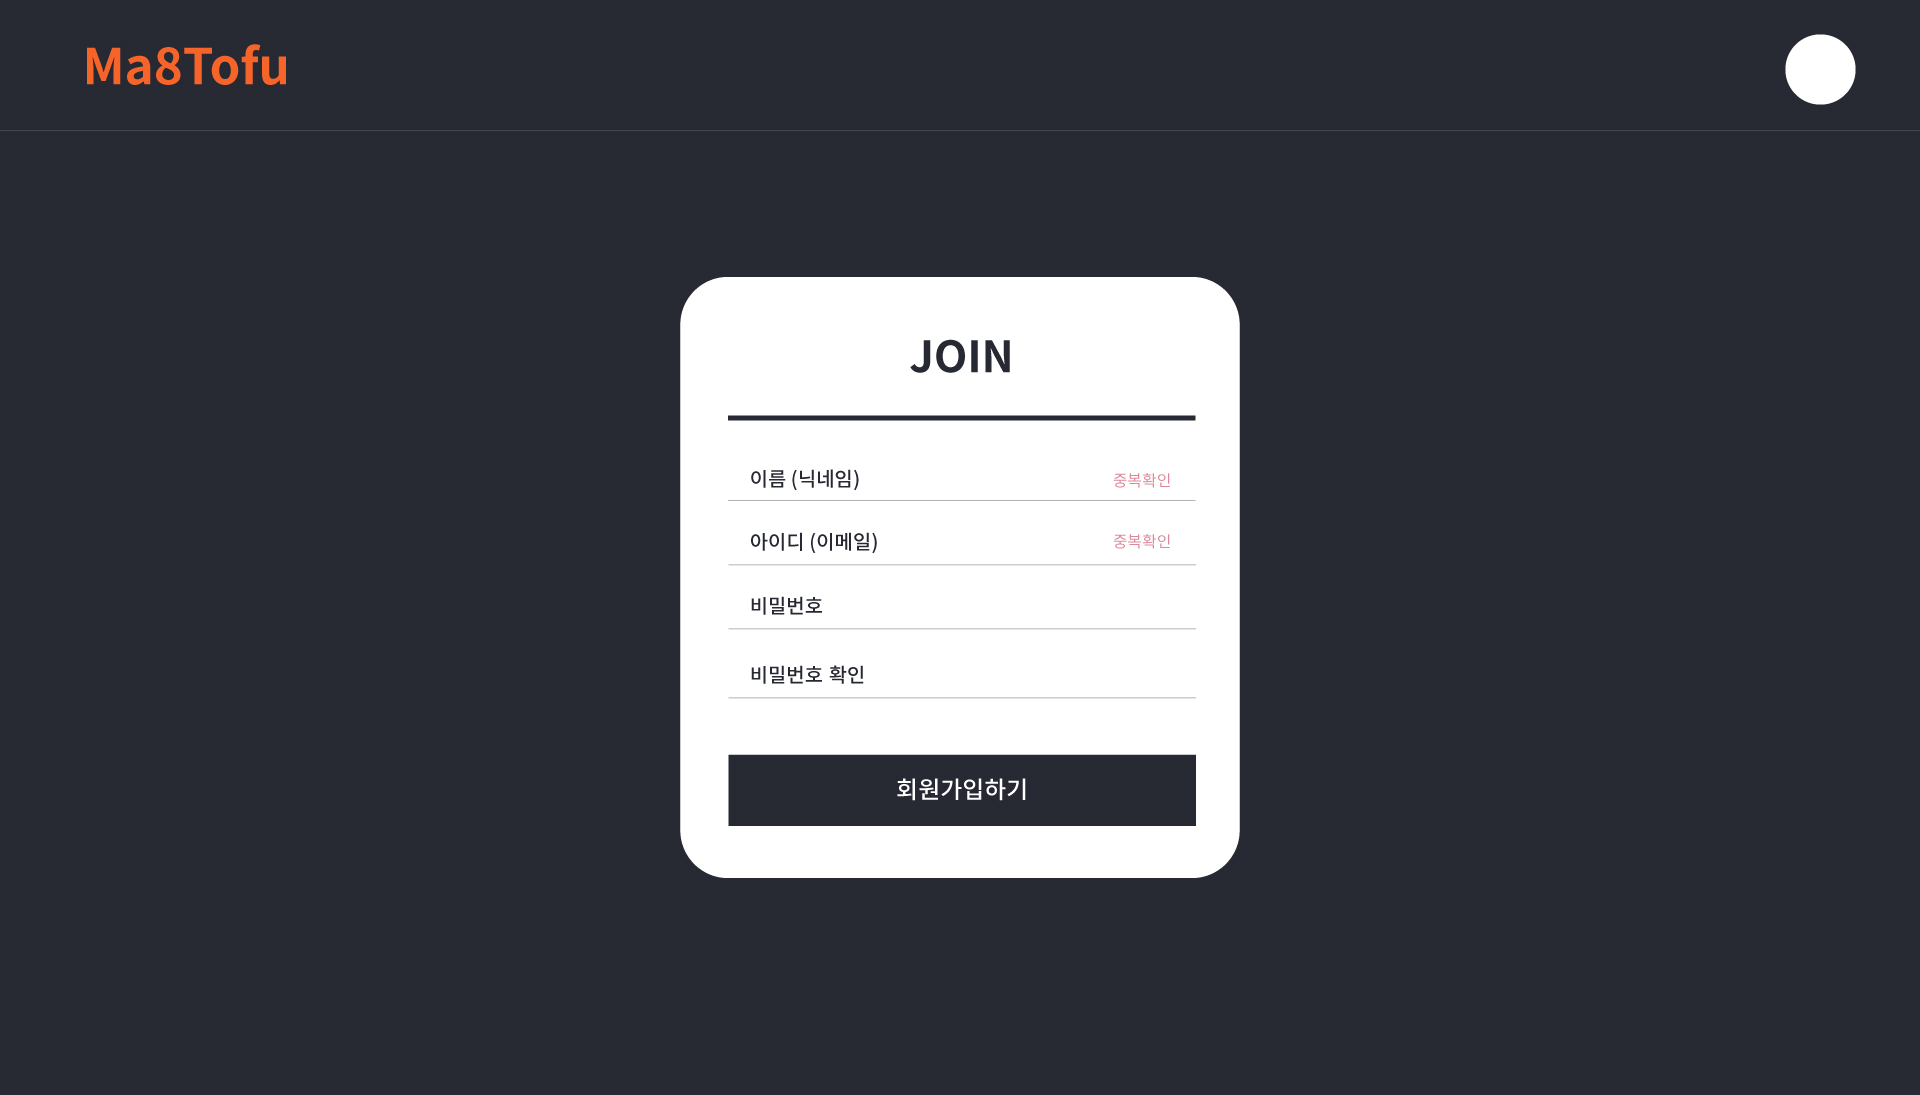 Ma8Tofu
JOIN
이름 (닉네임) 중복확인
아이디 (이메일) 중복확인
비밀번호
비밀번호 확인
회원가입하기